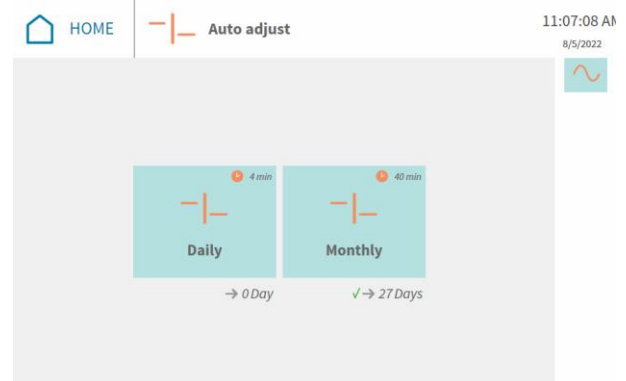 HOME
Auto adjust
11:07:08 AM
8/5/2022
4 min
40 min
Daily
Monthly
→ 0 Day
✓→ 27 Days